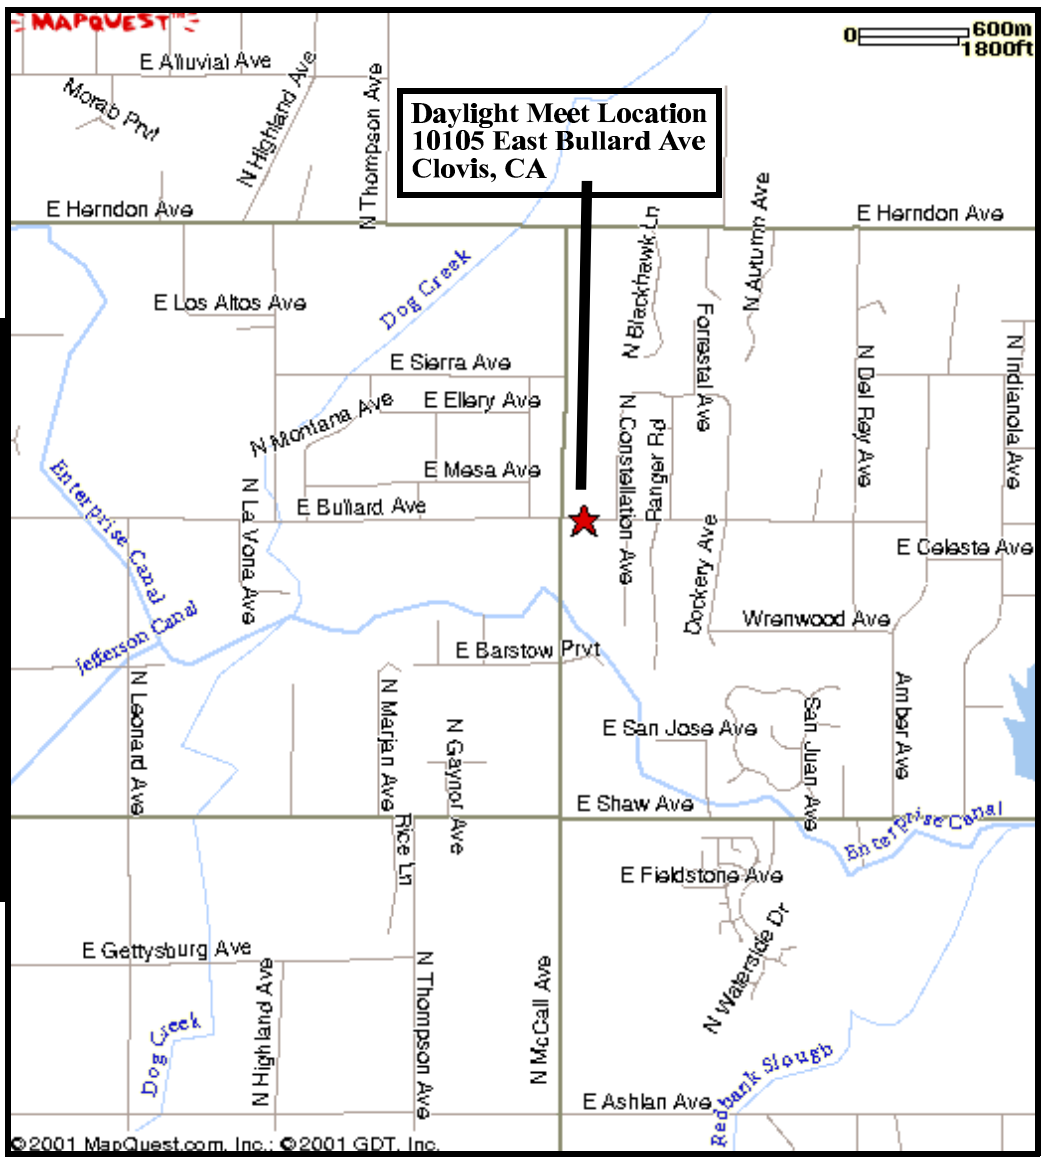 MAPQUEST™
0 600m
1800ft
E Alluvial Ave
Morab Prvt
N Highland Ave
N Thompson Ave
Daylight Meet Location
10105 East Bullard Ave
Clovis, CA
E Herndon Ave
E Herndon Ave
N Blackhawk Ln
N Autumn Ave
Dog Creek
E Los Altos Ave
Forrestal Ave
N Del Rey Ave
N Indianola Ave
E Sierra Ave
N Montana Ave
E Ellery Ave
N Constellation Ave
Ranger Rd
E Mesa Ave
Enterprise Canal
N La Vona Ave
E Bullard Ave
Dockery Ave
E Celeste Ave
Jefferson Canal
Wrenwood Ave
E Barstow Prvt
N Leonard Ave
N Marjan Ave
N Gaynor Ave
E San Jose Ave
San Juan Ave
Amber Ave
E Shaw Ave
Enterprise Canal
Rice Ln
E Fieldstone Ave
N Waterside Dr
E Gettysburg Ave
N Highland Ave
N Thompson Ave
N McCall Ave
Dog Creek
Redbank Slough
E Ashlan Ave
©2001 MapQuest.com, Inc.; ©2001 GDT, Inc.